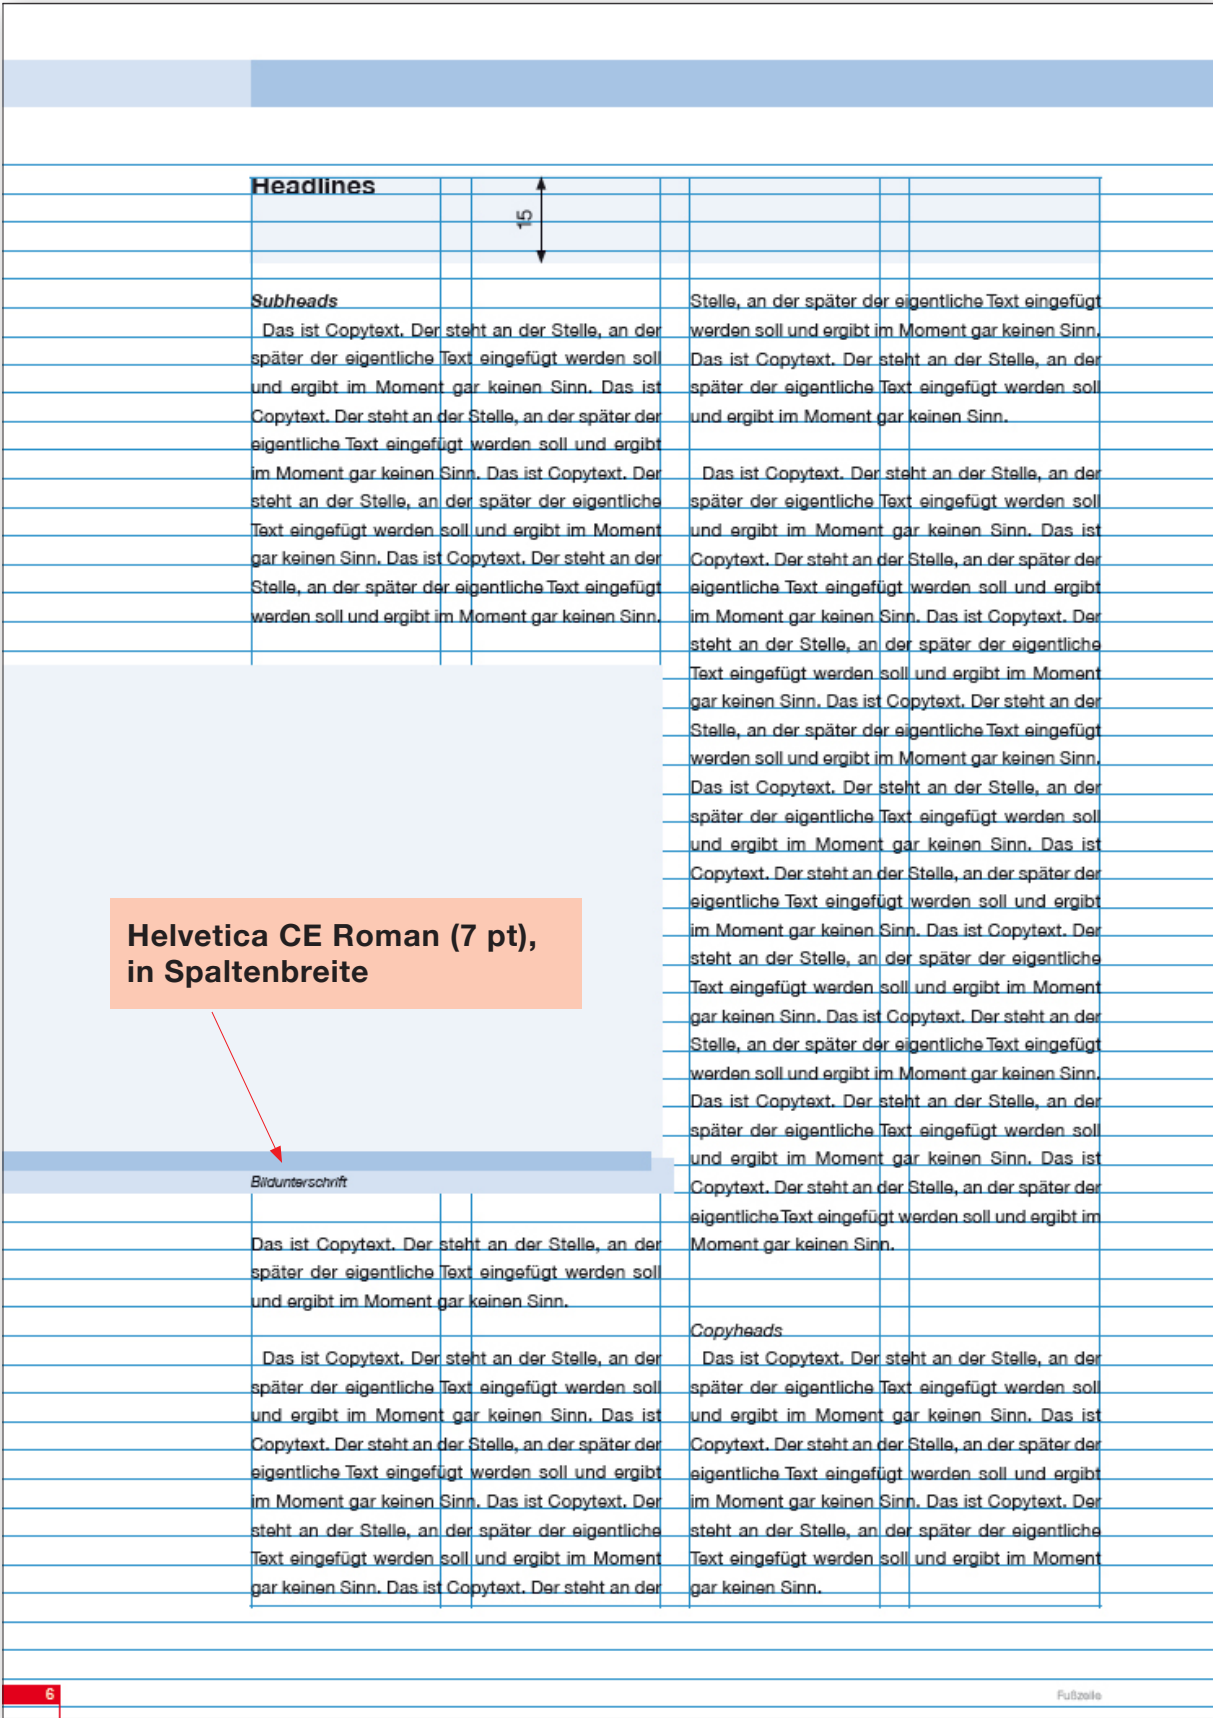 Headlines
15
Subheads
Das ist Copytext. Der steht an der Stelle, an der
später der eigentliche Text eingefügt werden soll
und ergibt im Moment gar keinen Sinn. Das ist
Copytext. Der steht an der Stelle, an der später der
eigentliche Text eingefügt werden soll und ergibt
im Moment gar keinen Sinn. Das ist Copytext. Der
steht an der Stelle, an der später der eigentliche
Text eingefügt werden soll und ergibt im Moment
gar keinen Sinn. Das ist Copytext. Der steht an der
Stelle, an der später der eigentliche Text eingefügt
werden soll und ergibt im Moment gar keinen Sinn.
Helvetica CE Roman (7 pt),
in Spaltenbreite
Bildunterschrift
Das ist Copytext. Der steht an der Stelle, an der
später der eigentliche Text eingefügt werden soll
und ergibt im Moment gar keinen Sinn.
Das ist Copytext. Der steht an der Stelle, an der
später der eigentliche Text eingefügt werden soll
und ergibt im Moment gar keinen Sinn. Das ist
Copytext. Der steht an der Stelle, an der später der
eigentliche Text eingefügt werden soll und ergibt
im Moment gar keinen Sinn. Das ist Copytext. Der
steht an der Stelle, an der später der eigentliche
Text eingefügt werden soll und ergibt im Moment
gar keinen Sinn. Das ist Copytext. Der steht an der
Stelle, an der später der eigentliche Text eingefügt
werden soll und ergibt im Moment gar keinen Sinn.
Das ist Copytext. Der steht an der Stelle, an der
später der eigentliche Text eingefügt werden soll
und ergibt im Moment gar keinen Sinn.
Das ist Copytext. Der steht an der Stelle, an der
später der eigentliche Text eingefügt werden soll
und ergibt im Moment gar keinen Sinn. Das ist
Copytext. Der steht an der Stelle, an der später der
eigentliche Text eingefügt werden soll und ergibt
im Moment gar keinen Sinn. Das ist Copytext. Der
steht an der Stelle, an der später der eigentliche
Text eingefügt werden soll und ergibt im Moment
gar keinen Sinn. Das ist Copytext. Der steht an der
Stelle, an der später der eigentliche Text eingefügt
werden soll und ergibt im Moment gar keinen Sinn.
Das ist Copytext. Der steht an der Stelle, an der
später der eigentliche Text eingefügt werden soll
und ergibt im Moment gar keinen Sinn. Das ist
Copytext. Der steht an der Stelle, an der später der
eigentliche Text eingefügt werden soll und ergibt
im Moment gar keinen Sinn. Das ist Copytext. Der
steht an der Stelle, an der später der eigentliche
Text eingefügt werden soll und ergibt im Moment
gar keinen Sinn. Das ist Copytext. Der steht an der
Stelle, an der später der eigentliche Text eingefügt
werden soll und ergibt im Moment gar keinen Sinn.
Das ist Copytext. Der steht an der Stelle, an der
später der eigentliche Text eingefügt werden soll
und ergibt im Moment gar keinen Sinn. Das ist
Copytext. Der steht an der Stelle, an der später der
eigentliche Text eingefügt werden soll und ergibt im
Moment gar keinen Sinn.
Copyheads
Das ist Copytext. Der steht an der Stelle, an der
später der eigentliche Text eingefügt werden soll
und ergibt im Moment gar keinen Sinn. Das ist
Copytext. Der steht an der Stelle, an der später der
eigentliche Text eingefügt werden soll und ergibt
im Moment gar keinen Sinn. Das ist Copytext. Der
steht an der Stelle, an der später der eigentliche
Text eingefügt werden soll und ergibt im Moment
gar keinen Sinn.
6
Fußzeile